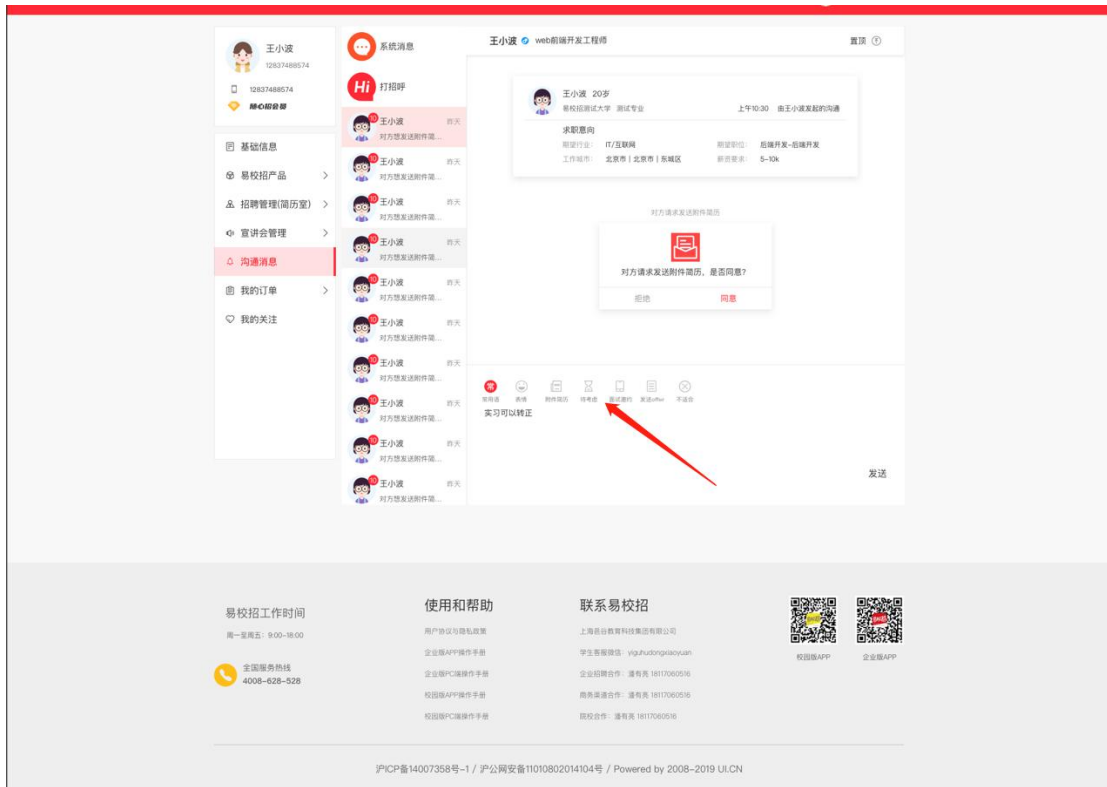 王小波
12837488574
12837488574
随心招会员
基础信息
易校招产品
招聘管理(简历室)
宣讲会管理
沟通消息
我的订单
我的关注
系统消息
Hi 打招呼
10 王小波 昨天
对方想发送附件简...
10 王小波 昨天
对方想发送附件简...
10 王小波 昨天
对方想发送附件简...
10 王小波 昨天
对方想发送附件简...
10 王小波 昨天
对方想发送附件简...
10 王小波 昨天
对方想发送附件简...
10 王小波 昨天
对方想发送附件简...
10 王小波 昨天
对方想发送附件简...
10 王小波 昨天
对方想发送附件简...
10 王小波 昨天
对方想发送附件简...
王小波 web前端开发工程师 置顶
王小波 20岁
易校招测试大学 测试专业 上午10:30 由王小波发起的沟通
求职意向
期望行业: IT/互联网 期望职位: 后端开发-后端开发
工作城市: 北京市 | 北京市 | 东城区 薪资要求: 5-10k
对方请求发送附件简历
对方请求发送附件简历，是否同意?
拒绝 同意
常
常用语 表情 附件简历 待考虑 面试邀约 发送offer 不适合
实习可以转正
发送
易校招工作时间
周一至周五: 9:00-18:00
全国服务热线
4008-628-528
使用和帮助
用户协议与隐私政策
企业版APP操作手册
企业版PC端操作手册
校园版APP操作手册
校园版PC端操作手册
联系易校招
上海邑谷教育科技集团有限公司
学生客服微信: yiguhudongxiaoyuan
企业招聘合作: 潘有亮 18117060516
商务渠道合作: 潘有亮 18117060516
院校合作: 潘有亮 18117060516
校园版APP 企业版APP
沪ICP备14007358号-1 / 沪公网安备11010802014104号 / Powered by 2008-2019 UI.CN